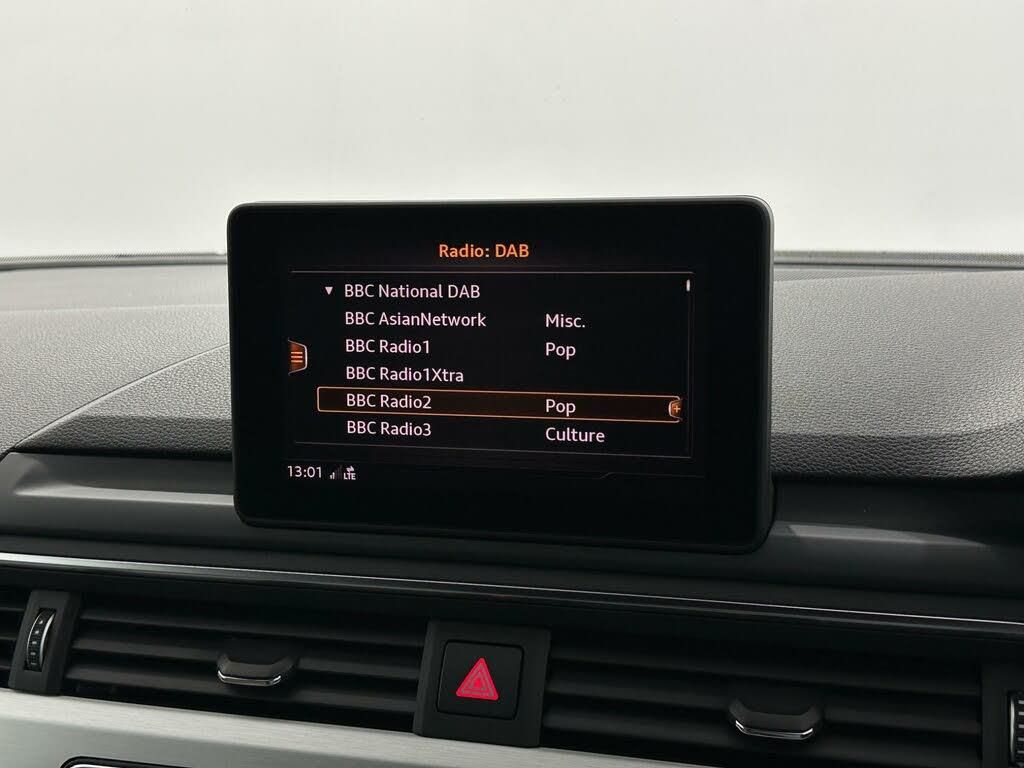 Radio: DAB
▼ BBC National DAB
BBC AsianNetwork Misc.
BBC Radio1 Pop
BBC Radio1Xtra
BBC Radio2 Pop
BBC Radio3 Culture
13:01 LTE